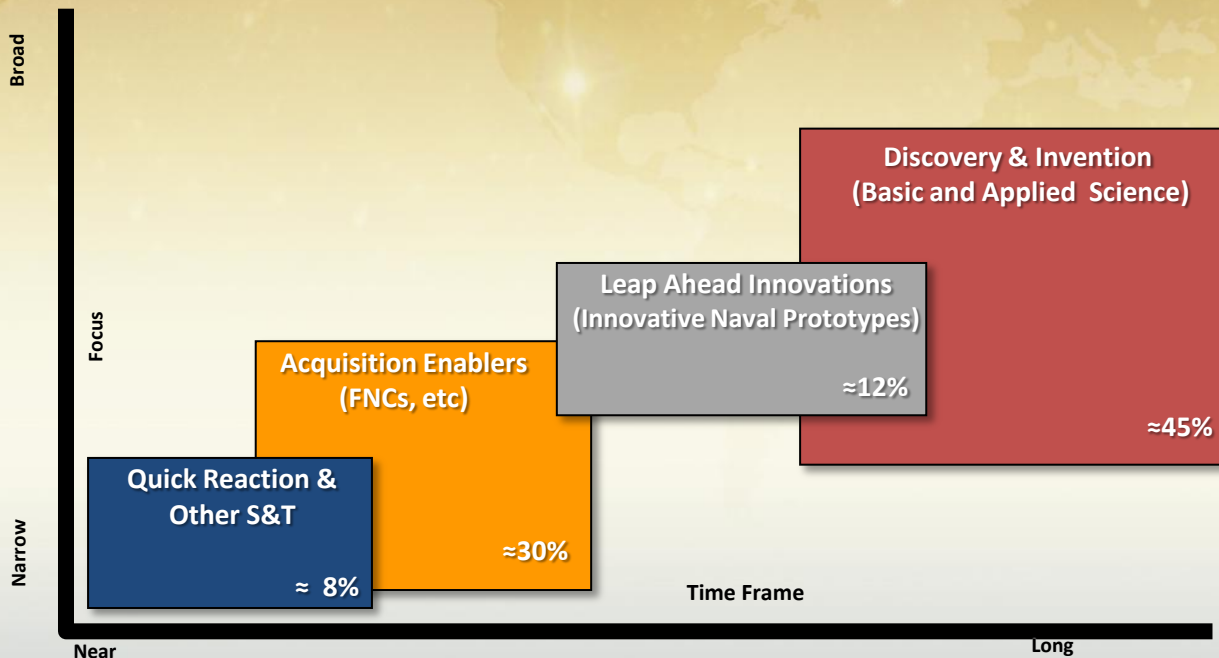 Broad
Discovery & Invention
(Basic and Applied Science)
≈45%
Leap Ahead Innovations
(Innovative Naval Prototypes)
≈12%
Focus
Acquisition Enablers
(FNCs, etc)
≈30%
Quick Reaction &
Other S&T
≈ 8%
Narrow
Time Frame
Near
Long